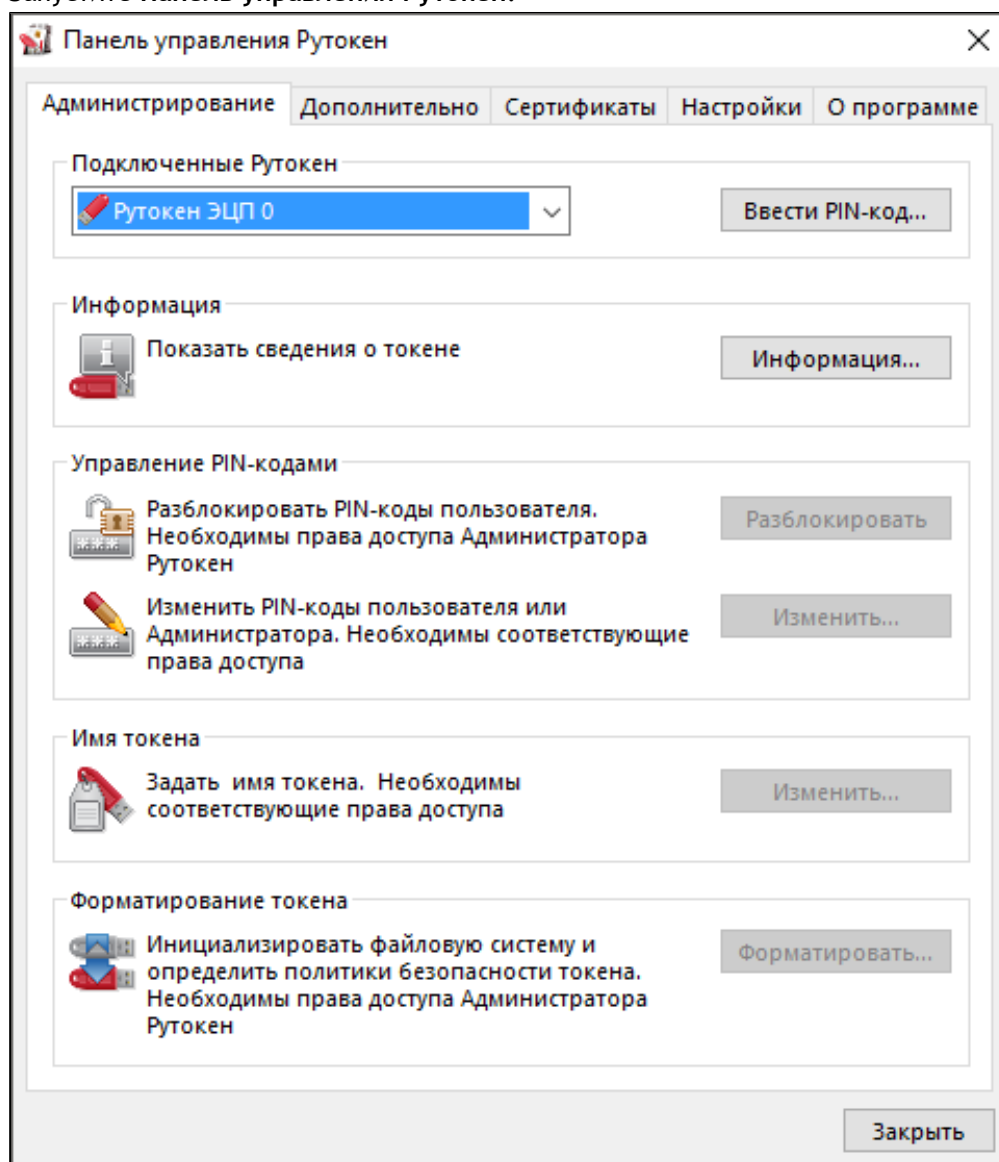 Панель управления Рутокен
Администрирование Дополнительно Сертификаты Настройки О программе
Подключенные Рутокен
Рутокен ЭЦП 0
Ввести PIN-код...
Информация
Показать сведения о токене
Информация...
Управление PIN-кодами
Разблокировать PIN-коды пользователя.
Необходимы права доступа Администратора
Рутокен
Разблокировать
Изменить PIN-коды пользователя или
Администратора. Необходимы соответствующие
права доступа
Изменить...
Имя токена
Задать имя токена. Необходимы
соответствующие права доступа
Изменить...
Форматирование токена
Инициализировать файловую систему и
определить политики безопасности токена.
Необходимы права доступа Администратора
Рутокен
Форматировать...
Закрыть